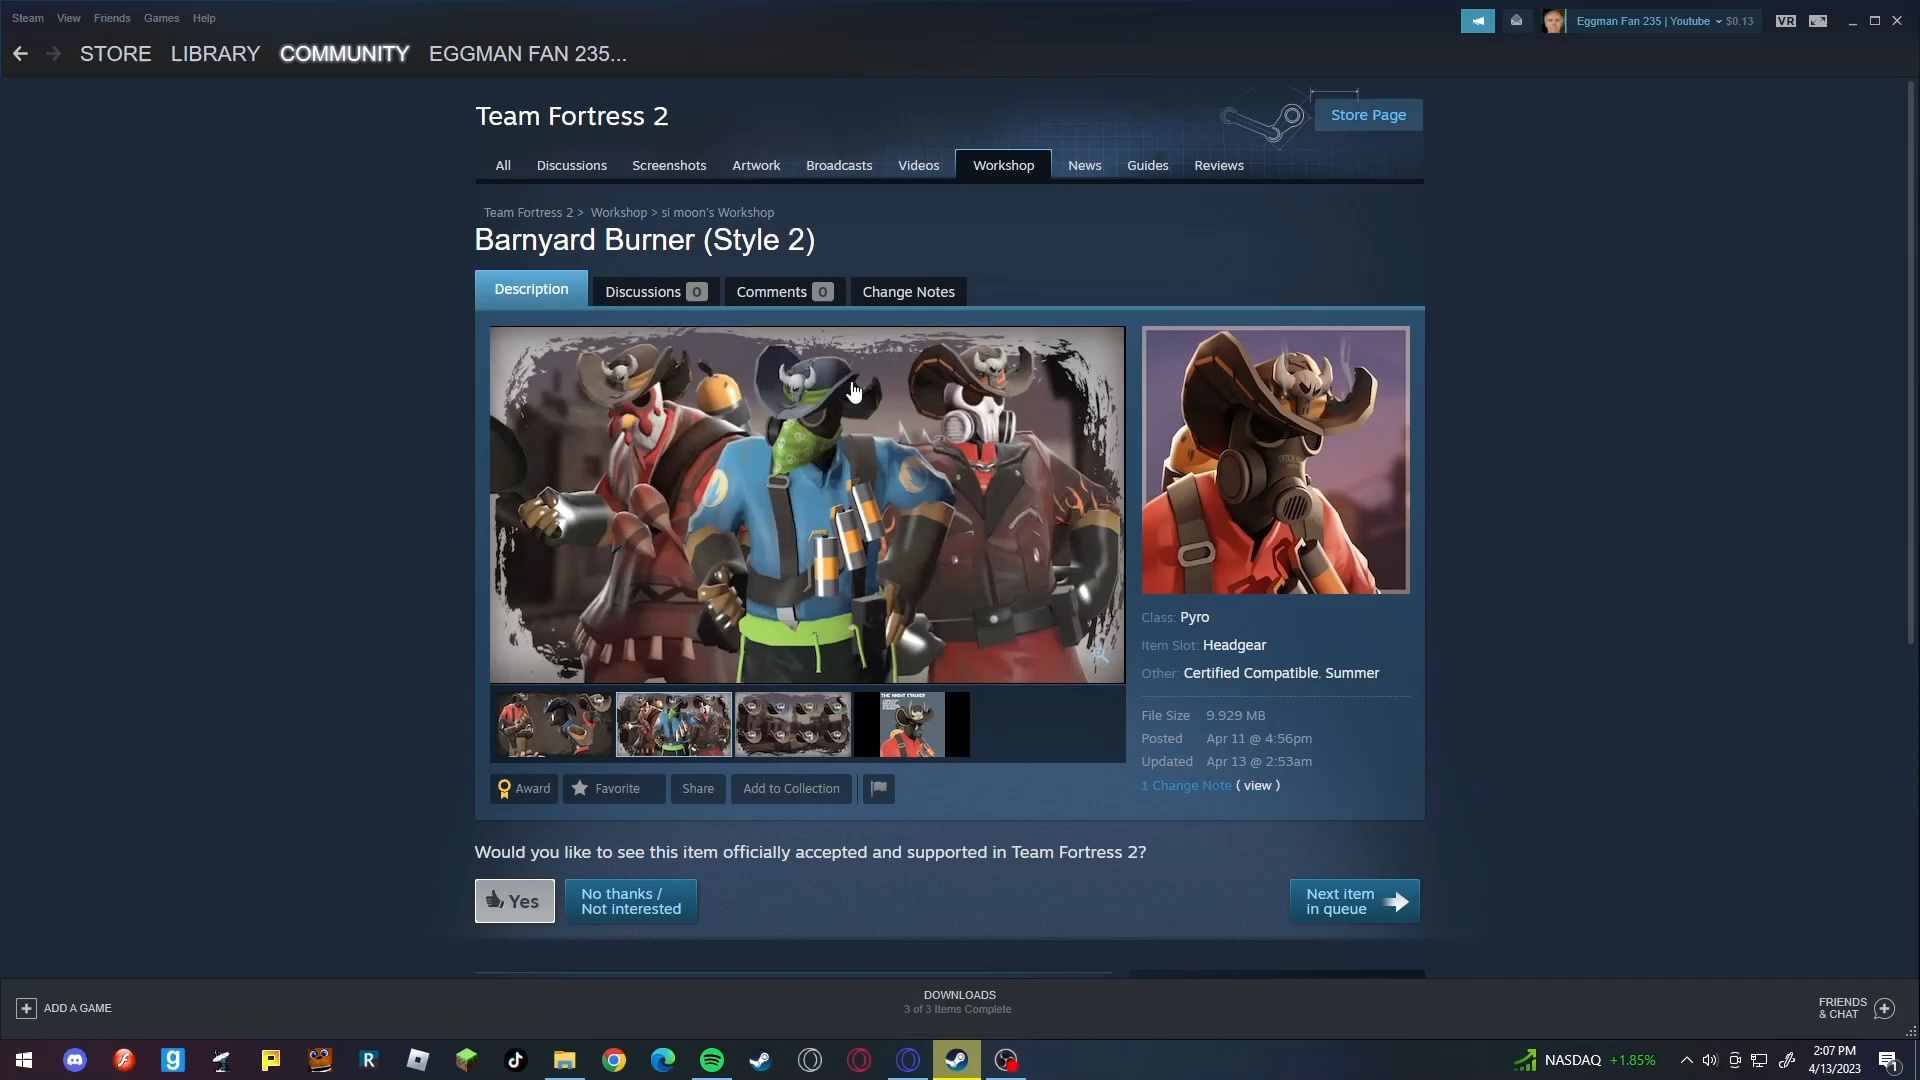 Steam View Friends Games Help
Eggman Fan 235 | Youtube $0.13
VR
STORE LIBRARY COMMUNITY EGGMAN FAN 235...
Team Fortress 2
Store Page
All Discussions Screenshots Artwork Broadcasts Videos Workshop News Guides Reviews
Team Fortress 2 > Workshop > si moon's Workshop
Barnyard Burner (Style 2)
Description Discussions 0 Comments 0 Change Notes
Class: Pyro
Item Slot: Headgear
Other: Certified Compatible, Summer
File Size 9.929 MB
Posted Apr 11 @ 4:56pm
Updated Apr 13 @ 2:53am
1 Change Note ( view )
THE NIGHT STALKER
Award Favorite Share Add to Collection
Would you like to see this item officially accepted and supported in Team Fortress 2?
Yes
No thanks /
Not interested
Next item
in queue
ADD A GAME
DOWNLOADS
3 of 3 Items Complete
FRIENDS
& CHAT
NASDAQ +1.85%
2:07 PM
4/13/2023
1